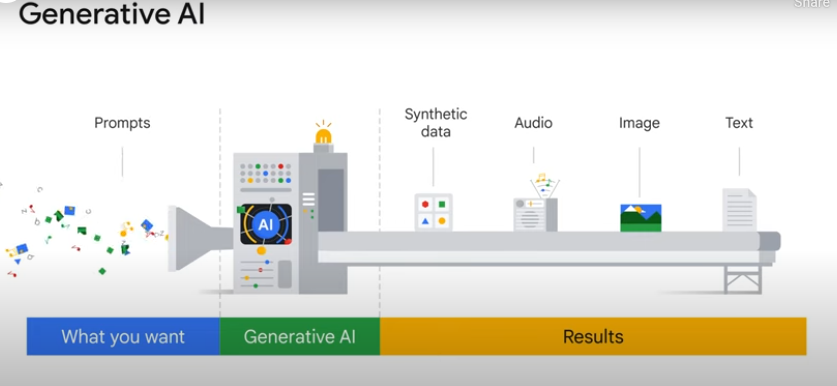 Share
Generative AI
Prompts
Synthetic
data
Audio
Image
Text
AI
What you want
Generative AI
Results